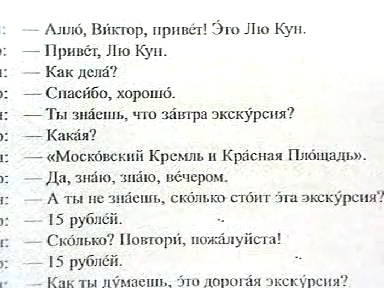 — Алло́, Ви́ктор, приве́т! Э́то Лю Кун.
— Приве́т, Лю Кун.
— Как дела́?
— Спаси́бо, хорошо́.
— Ты зна́ешь, что за́втра экску́рсия?
— Кака́я?
— «Моско́вский Кремль и Кра́сная Пло́щадь».
— Да, зна́ю, зна́ю, ве́чером.
— А ты не зна́ешь, ско́лько сто́ит э́та экску́рсия?
— 15 рубле́й.
— Ско́лько? Повтори́, пожа́луйста!
— 15 рубле́й.
— Как ты ду́маешь, э́то дорога́я экску́рсия?